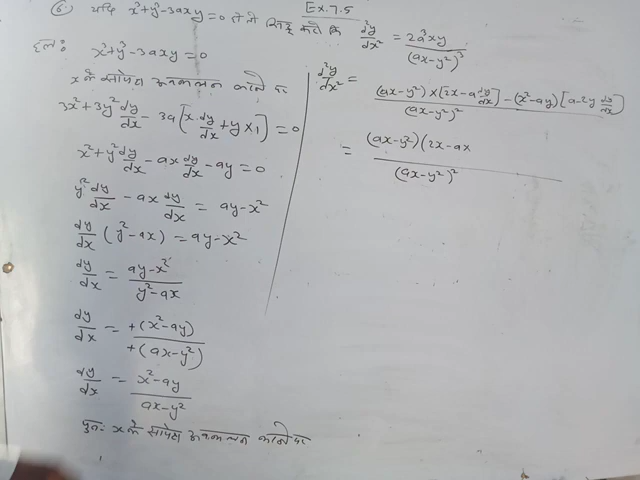 Ex. 7.5
⑥ यदि x³+y³-3axy=0 तो सिद्ध करो कि d²y/dx² = 2a³xy/(ax-y²)³
हल: x³+y³-3axy=0
x के सापेक्ष अवकलन करने पर
3x²+3y² dy/dx - 3a[x dy/dx + y×1] = 0
x²+y² dy/dx - ax dy/dx - ay = 0
y² dy/dx - ax dy/dx = ay-x²
dy/dx (y²-ax) = ay-x²
dy/dx = ay-x²/y²-ax
dy/dx = +(x²-ay)/+(ax-y²)
dy/dx = x²-ay/ax-y²
पुनः x के सापेक्ष अवकलन करने पर
d²y/dx² = (ax-y²)×[2x-a dy/dx] - (x²-ay)[a-2y dy/dx]/(ax-y²)²
= (ax-y²)(2x-ax/(ax-y²)²